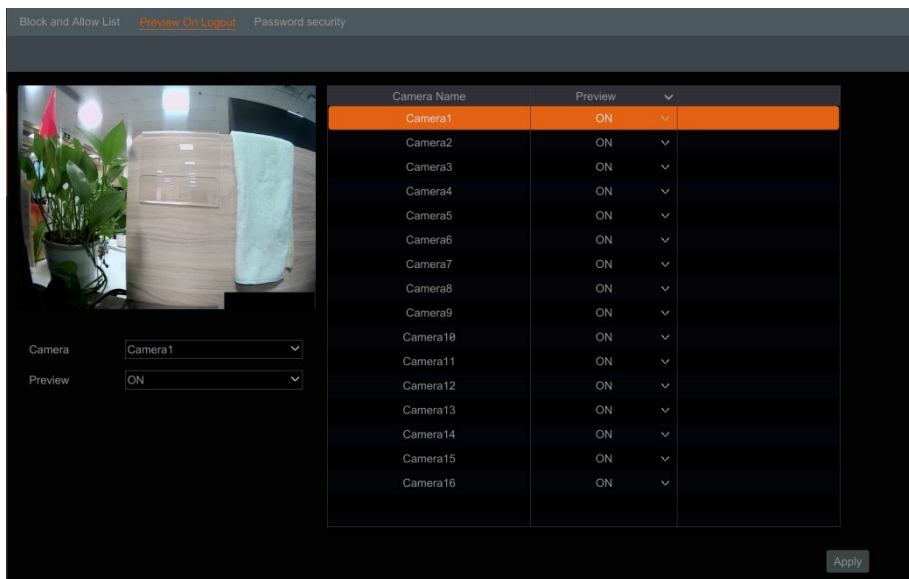 Block and Allow List Preview On Logout Password security
Camera Name Preview
Camera1 ON
Camera2 ON
Camera3 ON
Camera4 ON
Camera5 ON
Camera6 ON
Camera7 ON
Camera8 ON
Camera9 ON
Camera10 ON
Camera11 ON
Camera12 ON
Camera13 ON
Camera14 ON
Camera15 ON
Camera16 ON
Camera Camera1
Preview ON
Apply